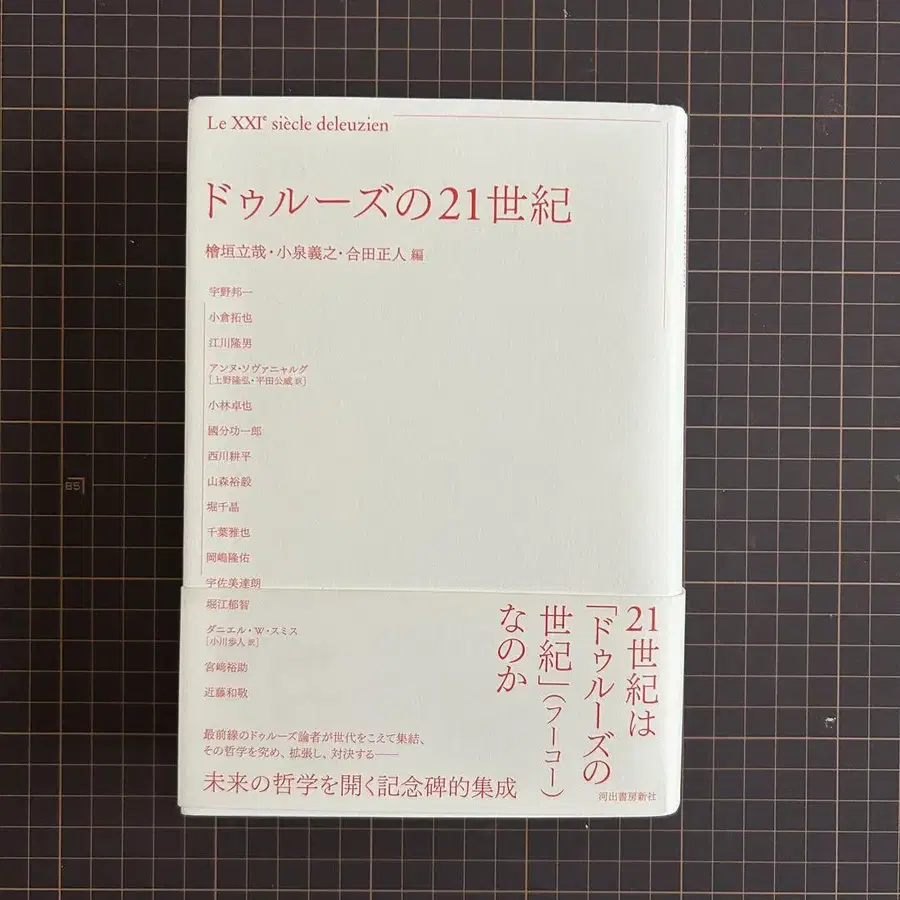 Le XXIe siècle deleuzien
ドゥルーズの21世紀
檜垣立哉・小泉義之・合田正人 編
宇野邦一
小倉拓也
江川隆男
アンヌ・ソヴァニャルグ
[上野隆弘・平田公威 訳]
小林卓也
國分功一郎
西川耕平
山森裕毅
堀千晶
千葉雅也
岡嶋隆佑
宇佐美達朗
堀江郁智
ダニエル・W・スミス
[小川歩人 訳]
宮﨑裕助
近藤和敬
21世紀は
「ドゥルーズの
世紀」(フーコー)
なのか
最前線のドゥルーズ論者が世代をこえて集結、
その哲学を究め、拡張し、対決する——
未来の哲学を開く記念碑的集成
河出書房新社
B5